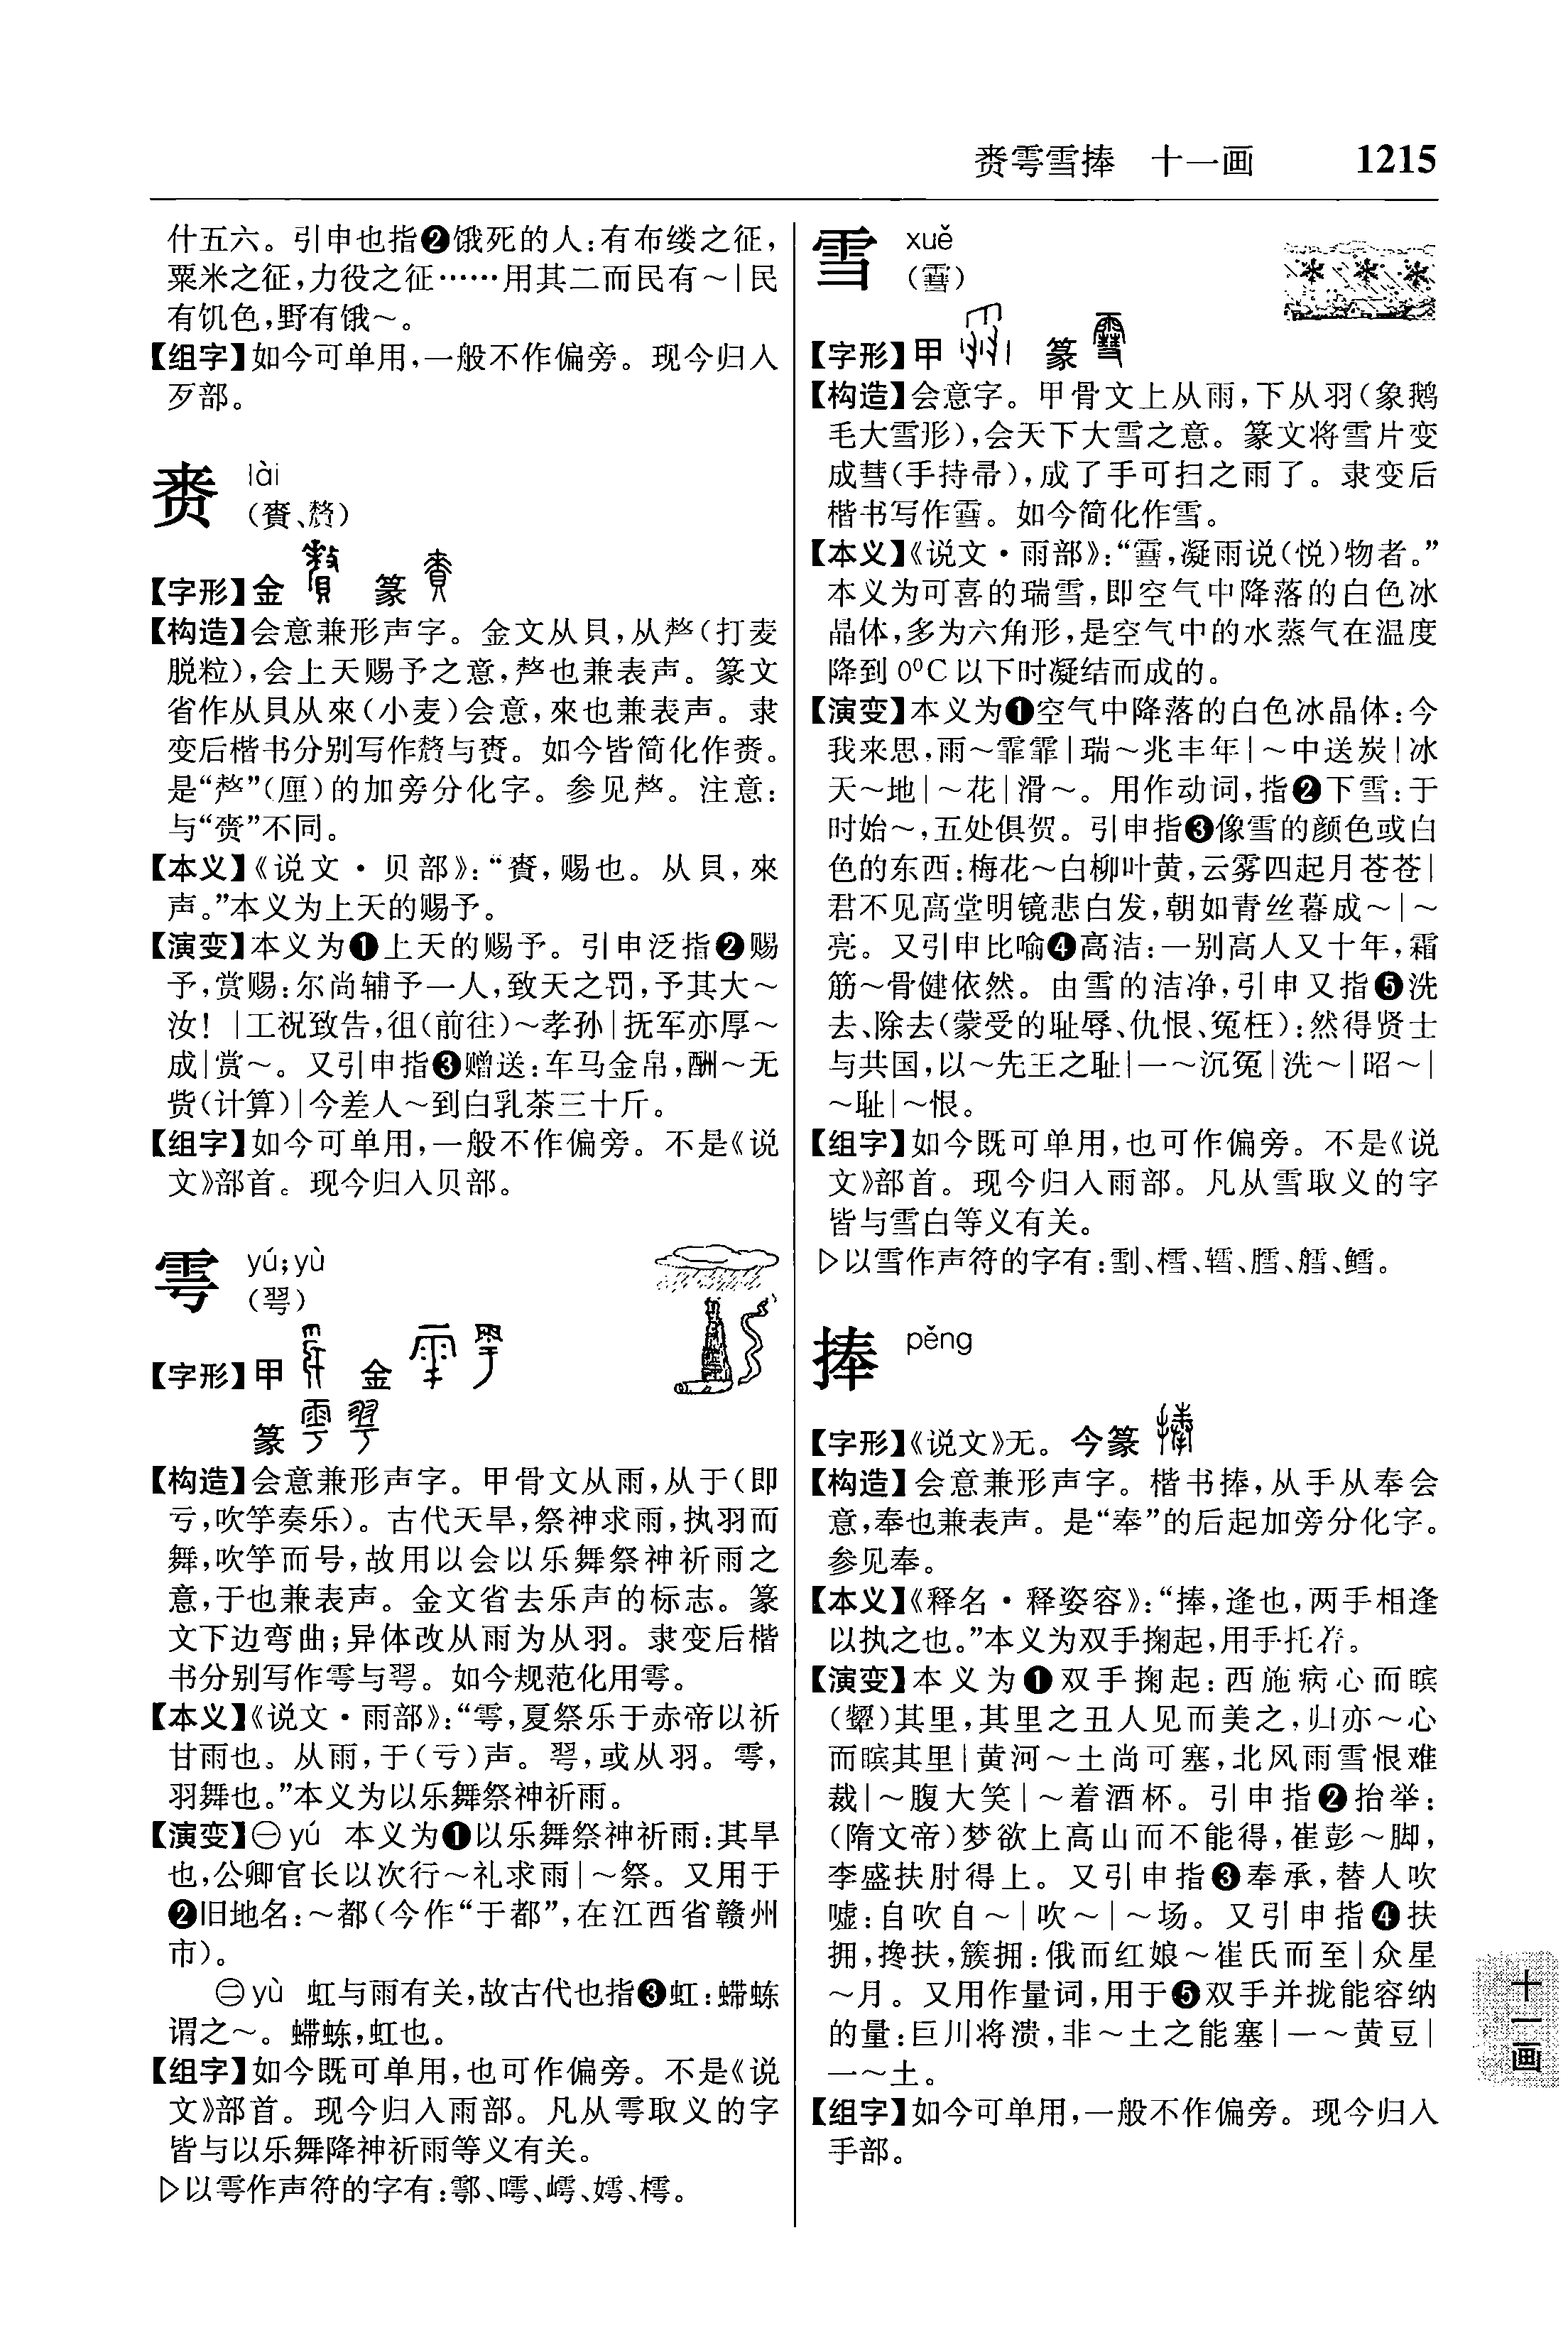 赉雩雪捧 十一画 1215
什五六。引申也指❷饿死的人:有布缕之征,
粟米之征,力役之征……用其二而民有～|民
有饥色,野有饿～。
【组字】如今可单用,一般不作偏旁。现今归入
歹部。
赉 lài
(賚、𧸇)
【字形】金 篆
【构造】会意兼形声字。金文从貝,从𠩺(打麦
脱粒),会上天赐予之意,𠩺也兼表声。篆文
省作从貝从來(小麦)会意,來也兼表声。隶
变后楷书分别写作𧸇与賚。如今皆简化作赉。
是“𠩺”(厘)的加旁分化字。参见𠩺。注意:
与“赍”不同。
【本义】《说文·贝部》:“賚,赐也。从貝,來
声。”本义为上天的赐予。
【演变】本义为❶上天的赐予。引申泛指❷赐
予,赏赐:尔尚辅予一人,致天之罚,予其大～
汝! |工祝致告,徂(前往)～孝孙|抚军亦厚～
成|赏～。又引申指❸赠送:车马金帛,酬～无
赀(计算)|今差人～到白乳茶三十斤。
【组字】如今可单用,一般不作偏旁。不是《说
文》部首。现今归入贝部。
雩 yú;yù
(𦏻)
【字形】甲 金
篆
【构造】会意兼形声字。甲骨文从雨,从于(即
亏,吹竽奏乐)。古代天旱,祭神求雨,执羽而
舞,吹竽而号,故用以会以乐舞祭神祈雨之
意,于也兼表声。金文省去乐声的标志。篆
文下边弯曲;异体改从雨为从羽。隶变后楷
书分别写作雩与𦏻。如今规范化用雩。
【本义】《说文·雨部》:“雩,夏祭乐于赤帝以祈
甘雨也。从雨,于(亏)声。𦏻,或从羽。雩,
羽舞也。”本义为以乐舞祭神祈雨。
【演变】㊀yú 本义为❶以乐舞祭神祈雨:其旱
也,公卿官长以次行～礼求雨|～祭。又用于
❷旧地名:～都(今作“于都”,在江西省赣州
市)。
㊁yù 虹与雨有关,故古代也指❸虹:螮蝀
谓之～。螮蝀,虹也。
【组字】如今既可单用,也可作偏旁。不是《说
文》部首。现今归入雨部。凡从雩取义的字
皆与以乐舞降神祈雨等义有关。
▷以雩作声符的字有:鄠、嘑、嶀、嫮、樗。
雪 xuě
(䨮)
【字形】甲 篆
【构造】会意字。甲骨文上从雨,下从羽(象鹅
毛大雪形),会天下大雪之意。篆文将雪片变
成彗(手持帚),成了手可扫之雨了。隶变后
楷书写作䨮。如今简化作雪。
【本义】《说文·雨部》:“䨮,凝雨说(悦)物者。”
本义为可喜的瑞雪,即空气中降落的白色冰
晶体,多为六角形,是空气中的水蒸气在温度
降到0⁰C以下时凝结而成的。
【演变】本义为❶空气中降落的白色冰晶体:今
我来思,雨～霏霏|瑞～兆丰年|～中送炭|冰
天～地|～花|滑～。用作动词,指❷下雪:于
时始～,五处俱贺。引申指❸像雪的颜色或白
色的东西:梅花～白柳叶黄,云雾四起月苍苍|
君不见高堂明镜悲白发,朝如青丝暮成～|～
亮。又引申比喻❹高洁:一别高人又十年,霜
筋～骨健依然。由雪的洁净,引申又指❺洗
去、除去(蒙受的耻辱、仇恨、冤枉):然得贤士
与共国,以～先王之耻|一～沉冤|洗～|昭～|
～耻|～恨。
【组字】如今既可单用,也可作偏旁。不是《说
文》部首。现今归入雨部。凡从雪取义的字
皆与雪白等义有关。
▷以雪作声符的字有:㔢、樰、轌、膤、艝、鳕。
捧 pěng
【字形】《说文》无。今篆
【构造】会意兼形声字。楷书捧,从手从奉会
意,奉也兼表声。是“奉”的后起加旁分化字。
参见奉。
【本义】《释名·释姿容》:“捧,逢也,两手相逢
以执之也。”本义为双手掬起,用手托着。
【演变】本义为❶双手掬起:西施病心而矉
(颦)其里,其里之丑人见而美之,归亦～心
而矉其里|黄河～土尚可塞,北风雨雪恨难
裁|～腹大笑|～着酒杯。引申指❷抬举:
(隋文帝)梦欲上高山而不能得,崔彭～脚,
李盛扶肘得上。又引申指❸奉承,替人吹
嘘:自吹自～|吹～|～场。又引申指❹扶
拥,搀扶,簇拥:俄而红娘～崔氏而至|众星
～月。又用作量词,用于❺双手并拢能容纳
的量:巨川将溃,非～土之能塞|一～黄豆|
一～土。
【组字】如今可单用,一般不作偏旁。现今归入
手部。
十一画